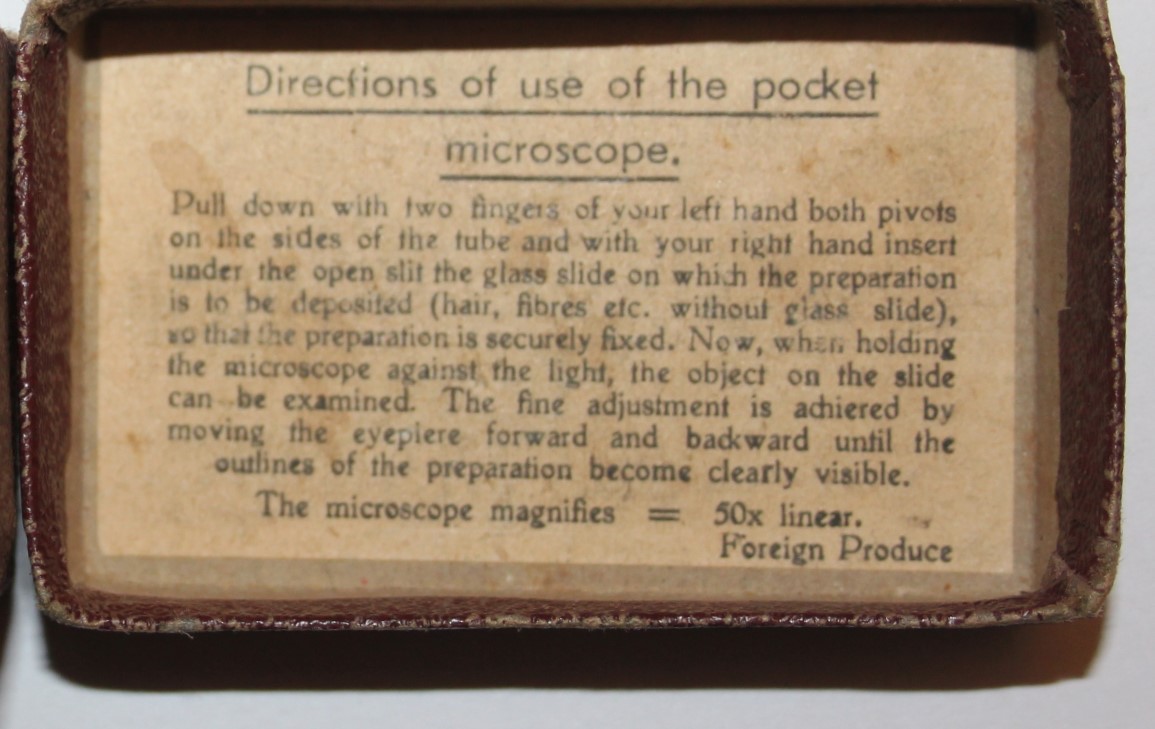 Directions of use of the pocket
microscope.
Pull down with two fingers of your left hand both pivots
on the sides of the tube and with your right hand insert
under the open slit the glass slide on which the preparation
is to be deposited (hair, fibres etc. without glass slide),
so that the preparation is securely fixed. Now, when holding
the microscope against the light, the object on the slide
can be examined. The fine adjustment is achiered by
moving the eyepiere forward and backward until the
outlines of the preparation become clearly visible.
The microscope magnifies = 50x linear.
Foreign Produce